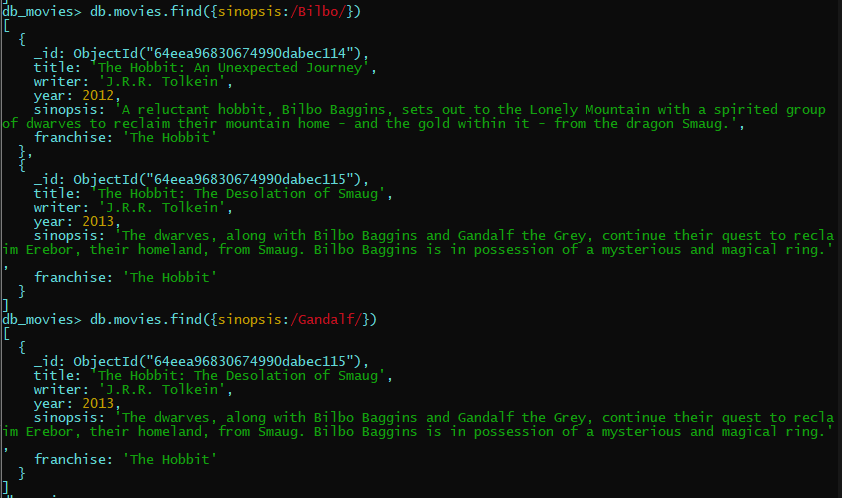 ]
db_movies> db.movies.find({sinopsis:/Bilbo/})
[
  {
    _id: ObjectId("64eea96830674990dabec114"),
    title: 'The Hobbit: An Unexpected Journey',
    writer: 'J.R.R. Tolkein',
    year: 2012,
    sinopsis: 'A reluctant hobbit, Bilbo Baggins, sets out to the Lonely Mountain with a spirited group
of dwarves to reclaim their mountain home - and the gold within it - from the dragon Smaug.',
    franchise: 'The Hobbit'
  },
  {
    _id: ObjectId("64eea96830674990dabec115"),
    title: 'The Hobbit: The Desolation of Smaug',
    writer: 'J.R.R. Tolkein',
    year: 2013,
    sinopsis: 'The dwarves, along with Bilbo Baggins and Gandalf the Grey, continue their quest to recla
im Erebor, their homeland, from Smaug. Bilbo Baggins is in possession of a mysterious and magical ring.'
,
    franchise: 'The Hobbit'
  }
]
db_movies> db.movies.find({sinopsis:/Gandalf/})
[
  {
    _id: ObjectId("64eea96830674990dabec115"),
    title: 'The Hobbit: The Desolation of Smaug',
    writer: 'J.R.R. Tolkein',
    year: 2013,
    sinopsis: 'The dwarves, along with Bilbo Baggins and Gandalf the Grey, continue their quest to recla
im Erebor, their homeland, from Smaug. Bilbo Baggins is in possession of a mysterious and magical ring.'
,
    franchise: 'The Hobbit'
  }
]